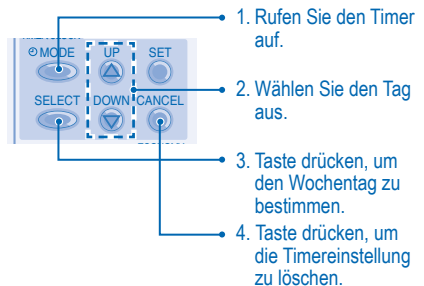 1. Rufen Sie den Timer
auf.
MODE UP SET
2. Wählen Sie den Tag
aus.
SELECT DOWN CANCEL
3. Taste drücken, um
den Wochentag zu
bestimmen.
4. Taste drücken, um
die Timereinstellung
zu löschen.